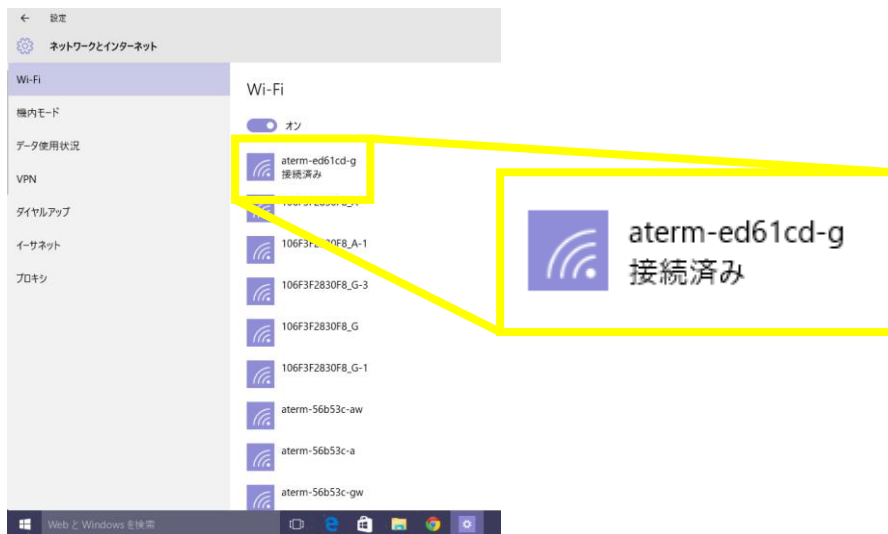 ← 設定
ネットワークとインターネット
Wi-Fi
機内モード
データ使用状況
VPN
ダイヤルアップ
イーサネット
プロキシ
Wi-Fi
オン
aterm-ed61cd-g
接続済み
106F3F2830F8_A-1
106F3F2830F8_G-3
106F3F2830F8_G
106F3F2830F8_G-1
aterm-56b53c-aw
aterm-56b53c-a
aterm-56b53c-gw
Web と Windows を検索
aterm-ed61cd-g
接続済み